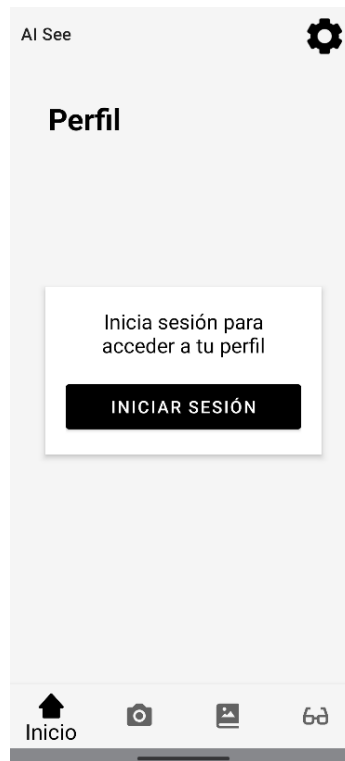 AI See
Perfil
Inicia sesión para
acceder a tu perfil
INICIAR SESIÓN
Inicio